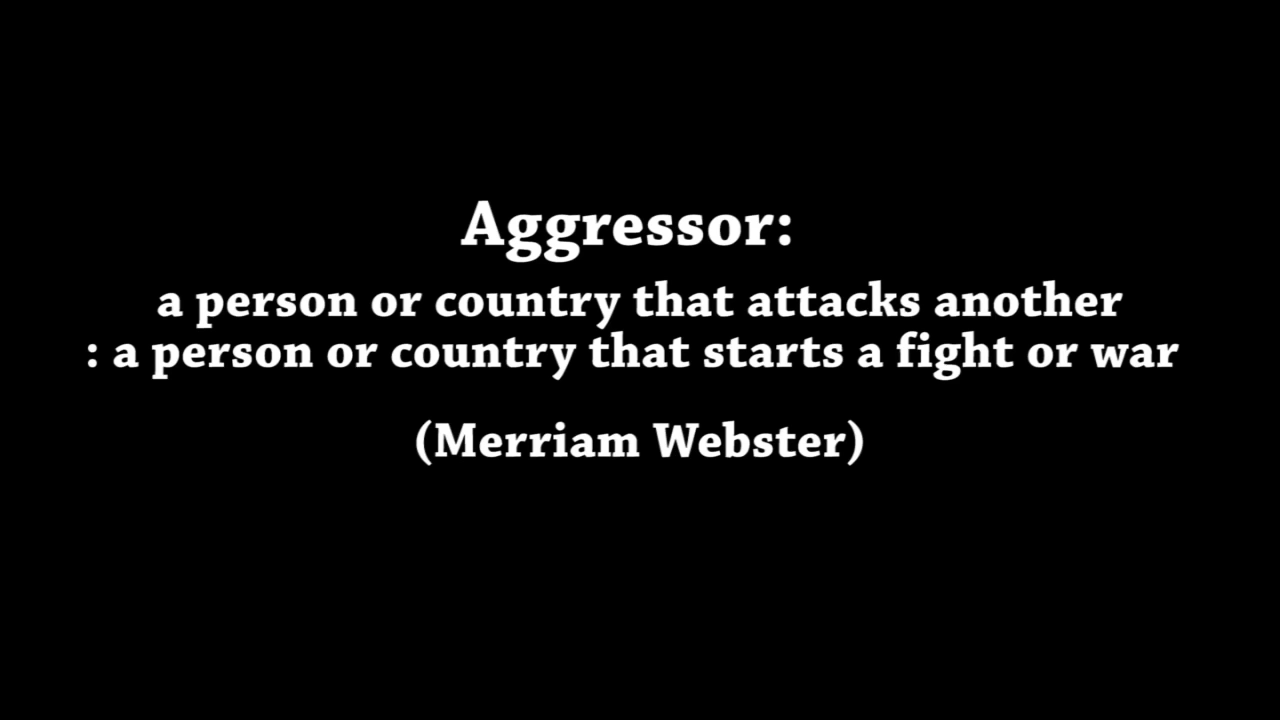 Aggressor:
a person or country that attacks another
: a person or country that starts a fight or war
(Merriam Webster)